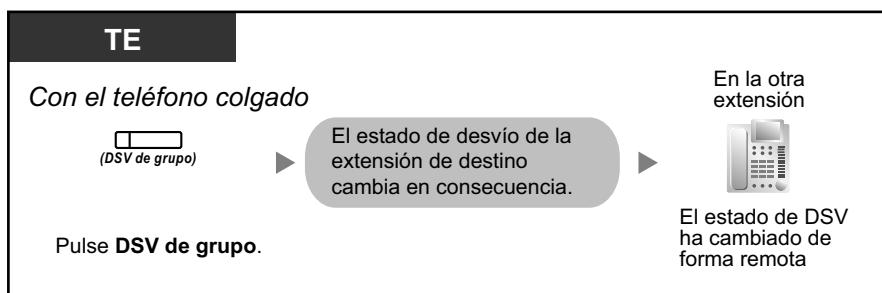 TE
Con el teléfono colgado
(DSV de grupo)
Pulse DSV de grupo.
El estado de desvío de la
extensión de destino
cambia en consecuencia.
En la otra
extensión
El estado de DSV
ha cambiado de
forma remota